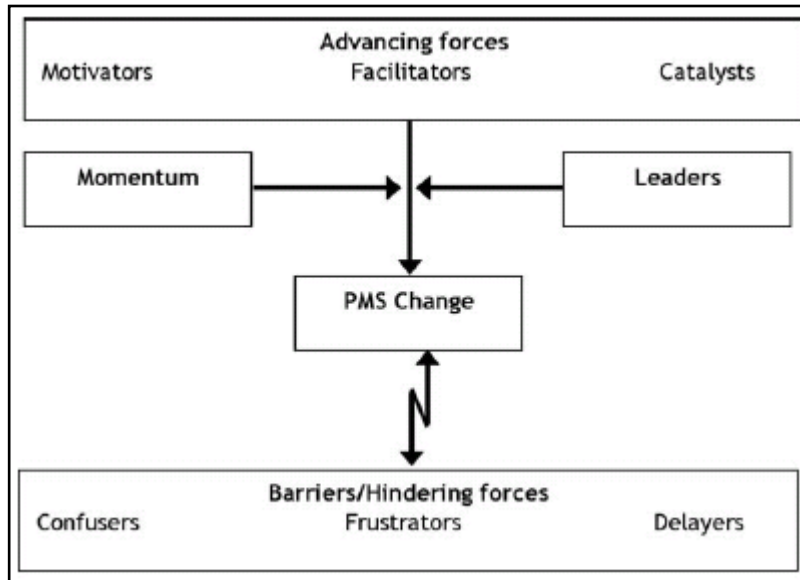 Advancing forces
Motivators Facilitators Catalysts
Momentum Leaders
PMS Change
Barriers/Hindering forces
Confusers Frustrators Delayers